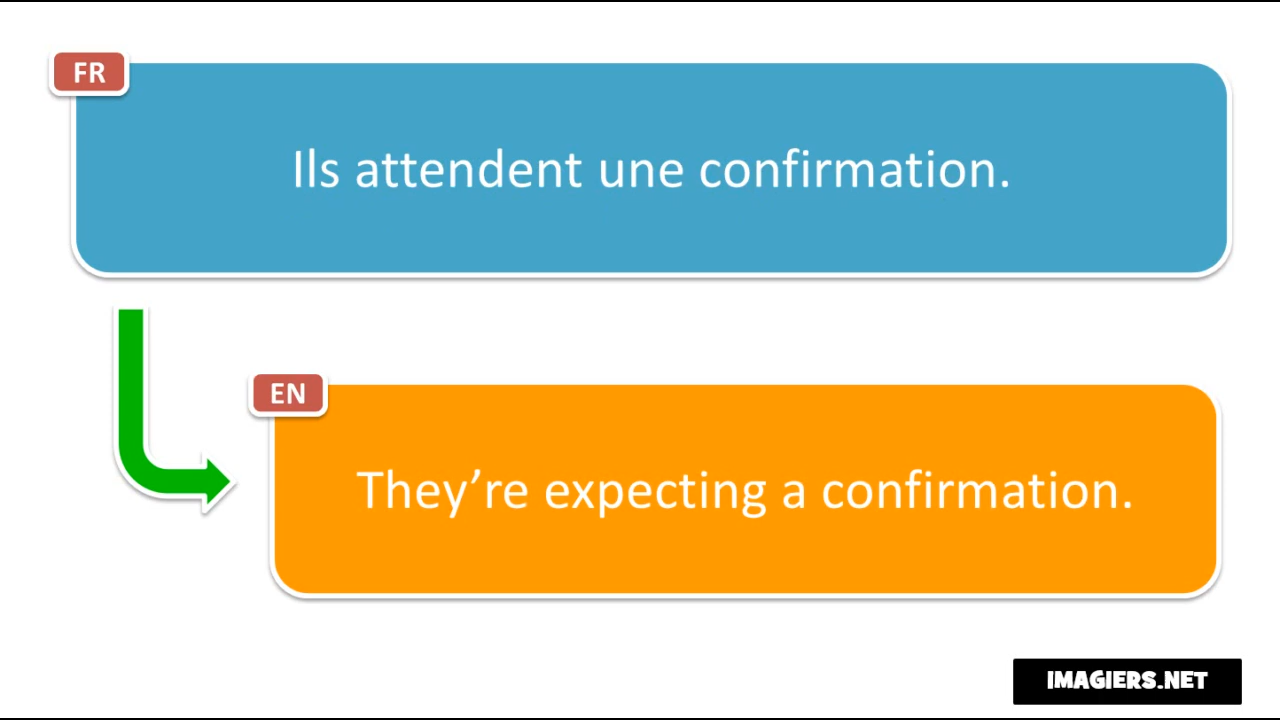 FR
Ils attendent une confirmation.
EN
They’re expecting a confirmation.
IMAGIERS.NET